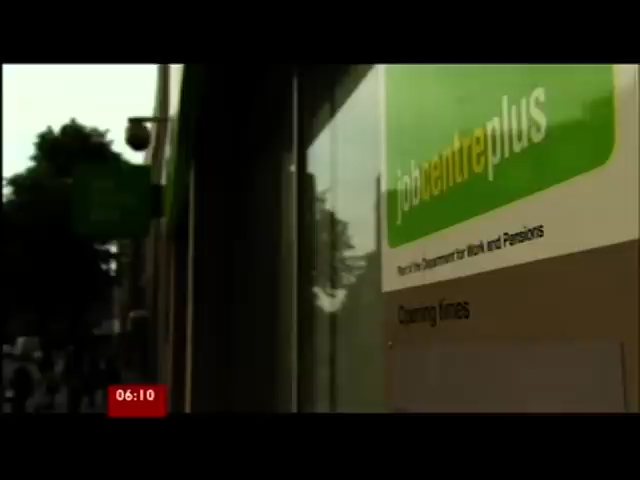 jobcentreplus
Part of the Department for Work and Pensions
Opening times
06:10